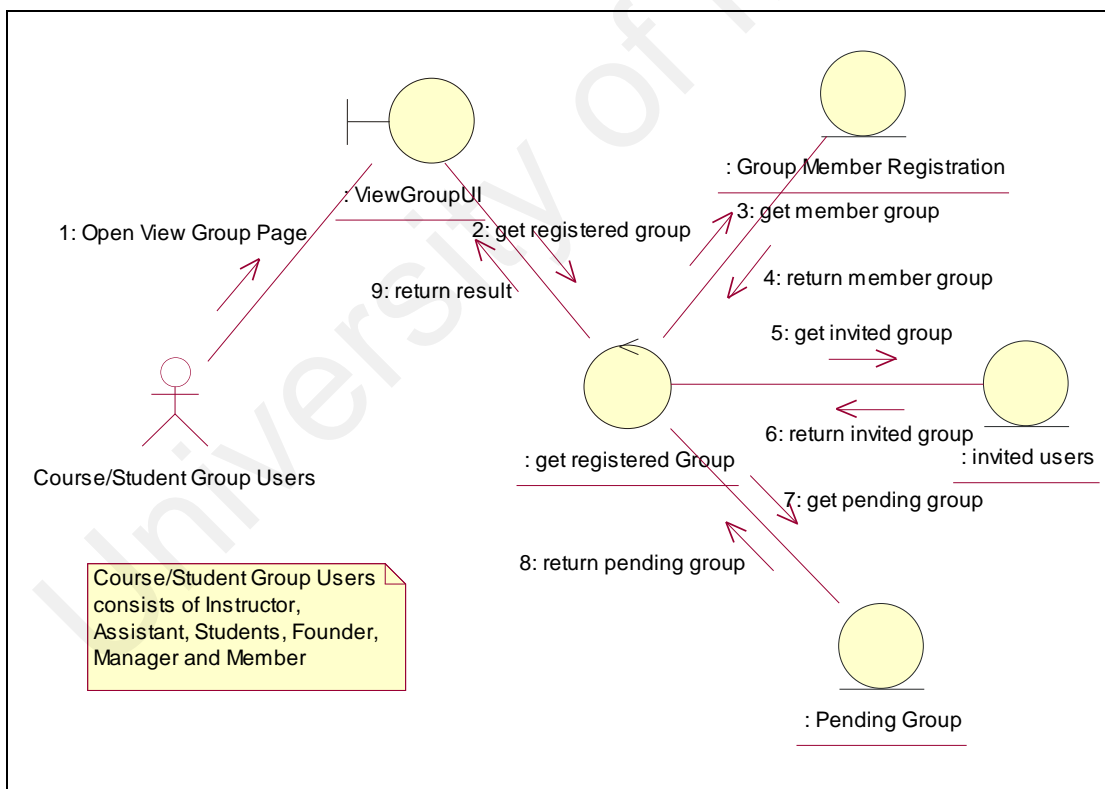 : ViewGroupUI
: Group Member Registration
1: Open View Group Page
2: get registered group
3: get member group
9: return result
4: return member group
5: get invited group
6: return invited group
: get registered Group
: invited users
Course/Student Group Users
7: get pending group
8: return pending group
Course/Student Group Users
consists of Instructor,
Assistant, Students, Founder,
Manager and Member
: Pending Group
University of